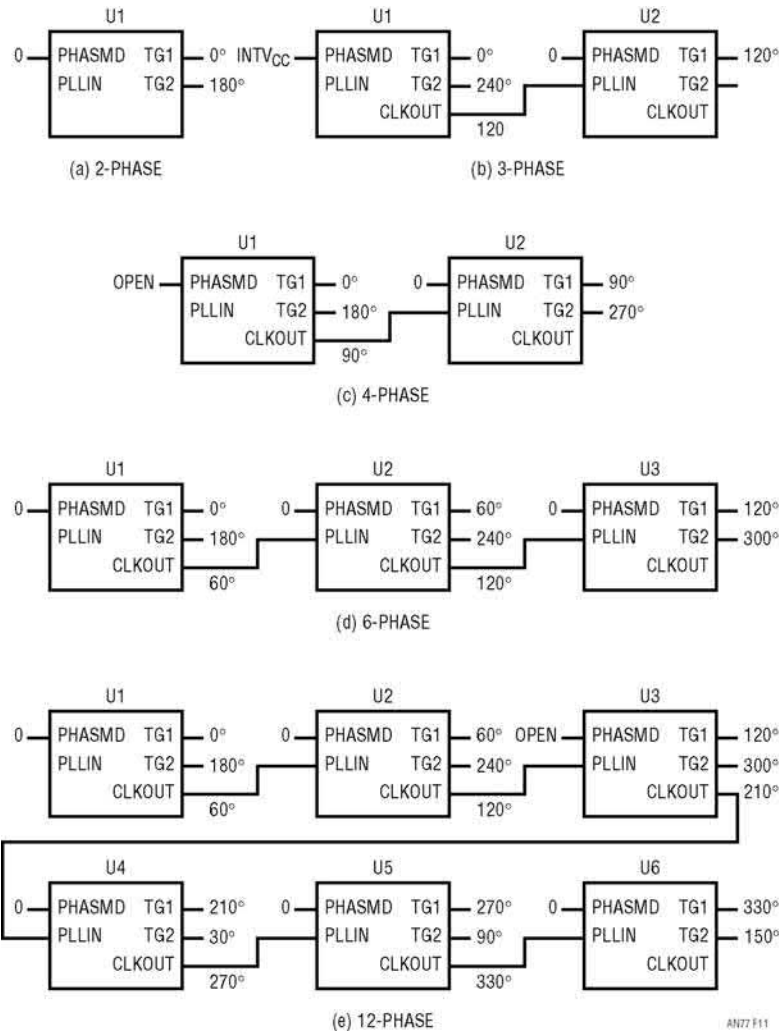 U1 U1 U2
0 PHASMD TG1 0° INTVCC PHASMD TG1 0° 0 PHASMD TG1 120°
PLLIN TG2 180° PLLIN TG2 240° PLLIN TG2
CLKOUT
120
(a) 2-PHASE (b) 3-PHASE
U1 U2
OPEN PHASMD TG1 0° 0 PHASMD TG1 90°
PLLIN TG2 180° PLLIN TG2 270°
CLKOUT
90°
(c) 4-PHASE
U1 U2 U3
0 PHASMD TG1 0° 0 PHASMD TG1 60° 0 PHASMD TG1 120°
PLLIN TG2 180° PLLIN TG2 240° PLLIN TG2 300°
CLKOUT CLKOUT CLKOUT
60° 120°
(d) 6-PHASE
U1 U2 U3
0 PHASMD TG1 0° 0 PHASMD TG1 60° OPEN PHASMD TG1 120°
PLLIN TG2 180° PLLIN TG2 240° PLLIN TG2 300°
CLKOUT CLKOUT CLKOUT 210°
60° 120°
U4 U5 U6
0 PHASMD TG1 210° 0 PHASMD TG1 270° 0 PHASMD TG1 330°
PLLIN TG2 30° PLLIN TG2 90° PLLIN TG2 150°
CLKOUT CLKOUT CLKOUT
270° 330°
(e) 12-PHASE
AN77 F11